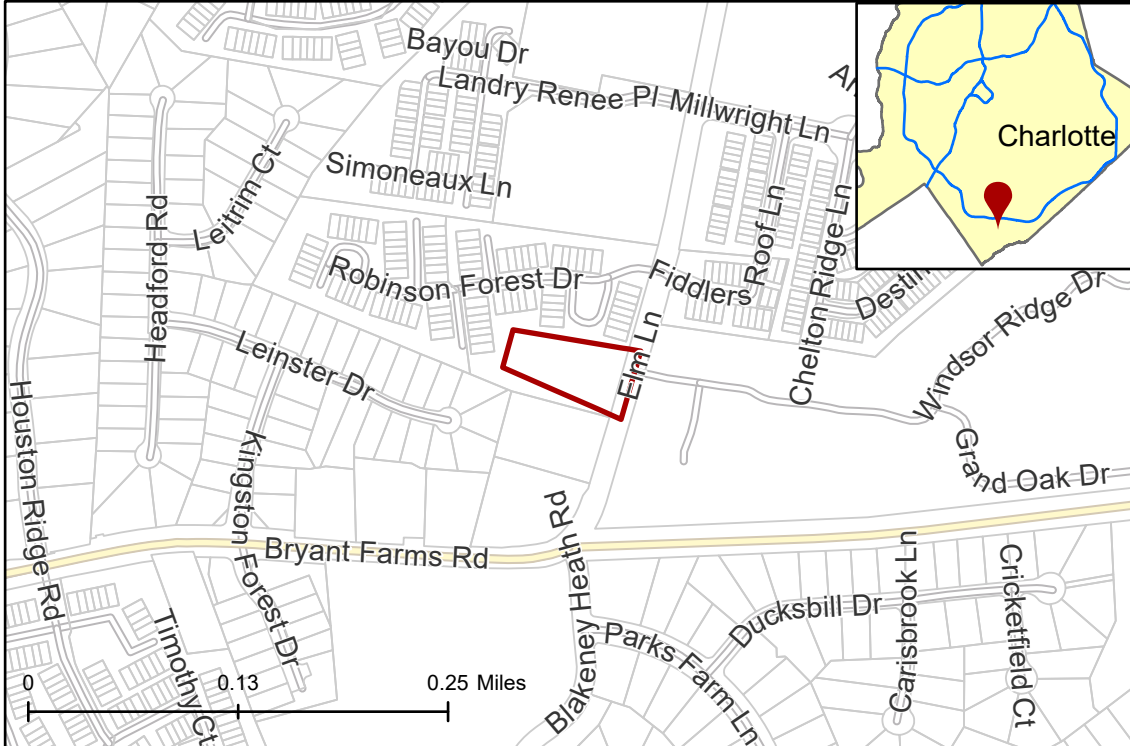 Bayou Dr
Landry Renee Pl
Millwright Ln
Charlotte
Simoneaux Ln
Leitrim Ct
Headford Rd
Robinson Forest Dr
Fiddlers Roof Ln
Chelton Ridge Ln
Windsor Ridge Dr
Elm Ln
Leinster Dr
Houston Ridge Rd
Kingston Forest Dr
Grand Oak Dr
Bryant Farms Rd
Blakeney Heath Rd
Carisbrook Ln
Cricketfield Ct
Ducksbill Dr
Parks Farm Ln
Timothy Ct
0 0.13 0.25 Miles